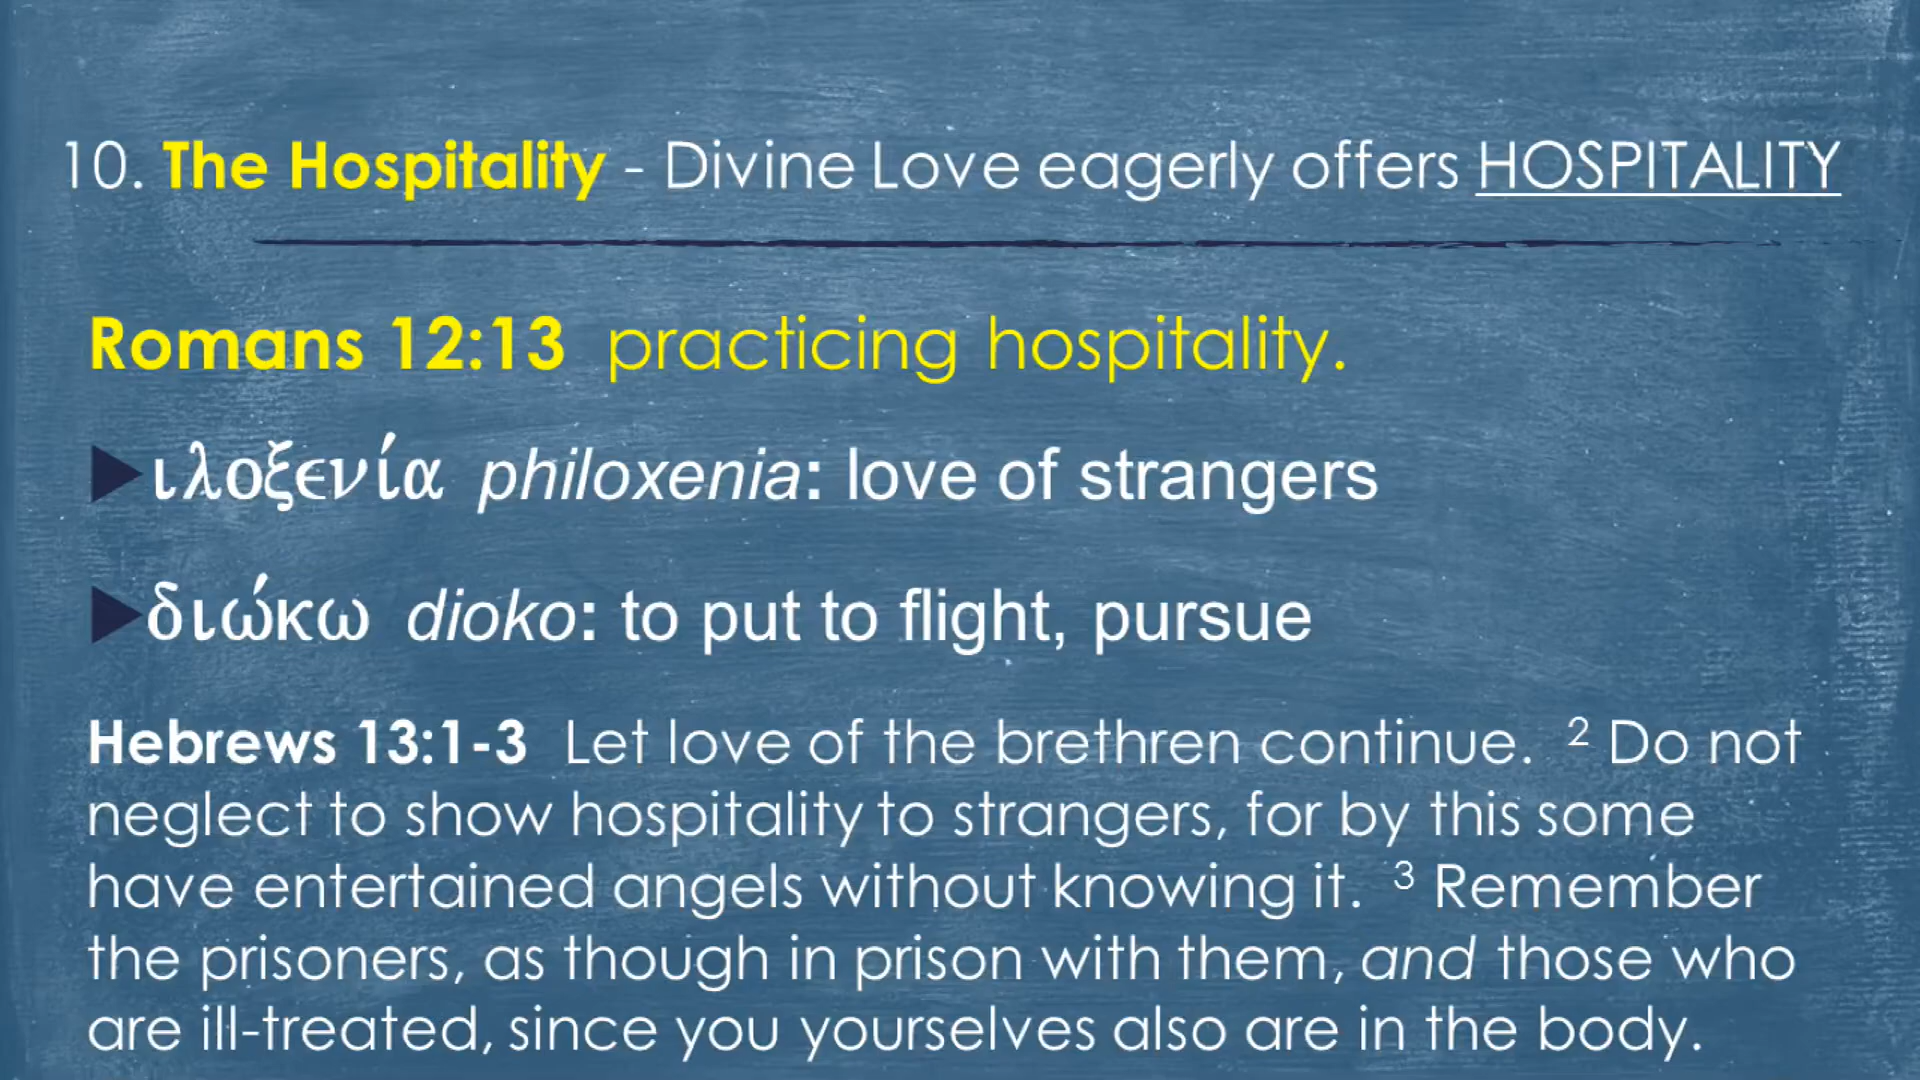 10. The Hospitality - Divine Love eagerly offers HOSPITALITY
Romans 12:13 practicing hospitality.
▶ιλοξενία philoxenia: love of strangers
▶διώκω dioko: to put to flight, pursue
Hebrews 13:1-3 Let love of the brethren continue. ² Do not
neglect to show hospitality to strangers, for by this some
have entertained angels without knowing it. ³ Remember
the prisoners, as though in prison with them, and those who
are ill-treated, since you yourselves also are in the body.